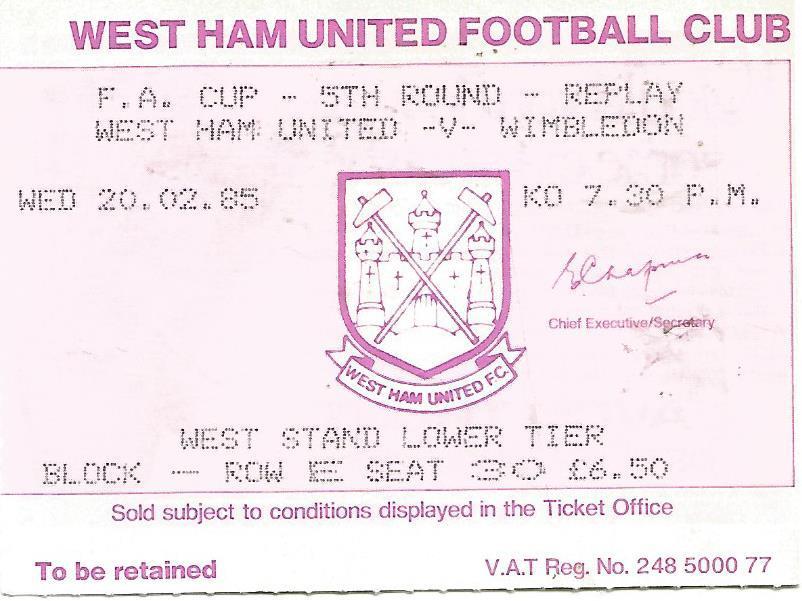 WEST HAM UNITED FOOTBALL CLUB
F.A. CUP - 5TH ROUND - REPLAY
WEST HAM UNITED -V- WIMBLEDON
WED 20.02.85 KO 7.30 P.M.
EChapman
Chief Executive/Secretary
WEST HAM UNITED F.C.
WEST STAND LOWER TIER
BLOCK -- ROW E SEAT 30 £6.50
Sold subject to conditions displayed in the Ticket Office
To be retained V.A.T Reg. No. 248 5000 77